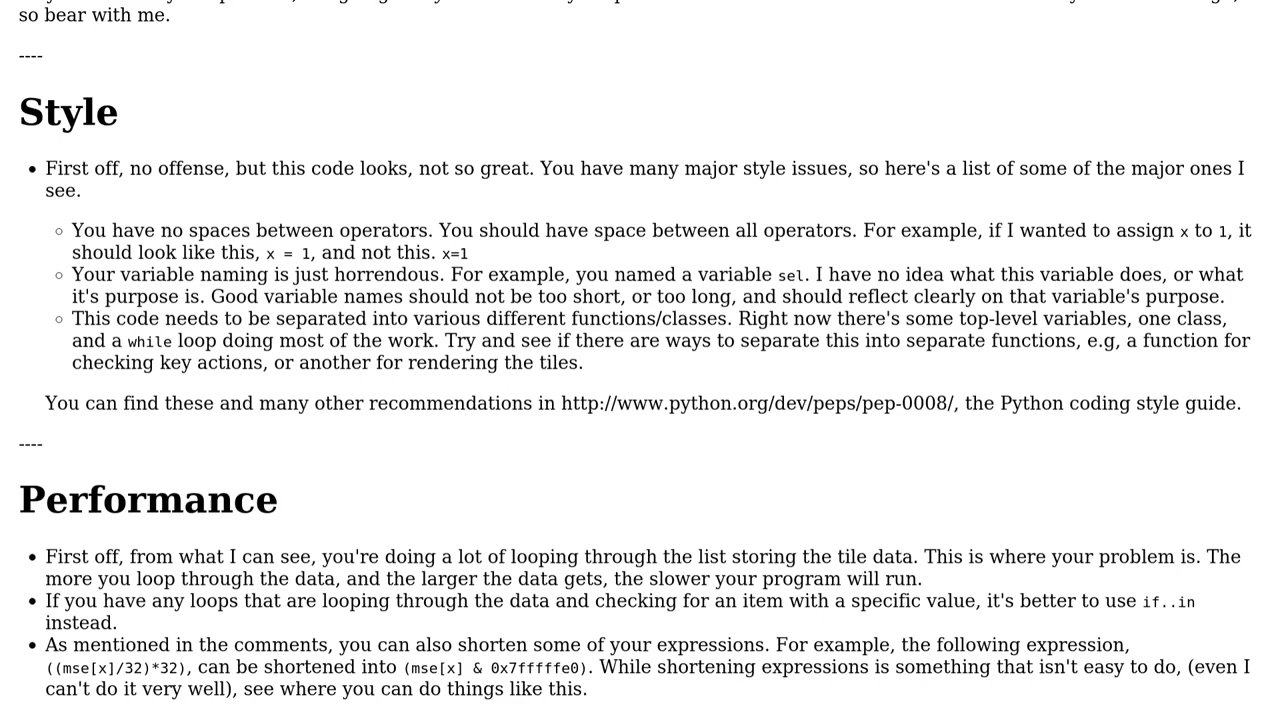 so bear with me.
----
Style
• First off, no offense, but this code looks, not so great. You have many major style issues, so here's a list of some of the major ones I
see.
◦ You have no spaces between operators. You should have space between all operators. For example, if I wanted to assign x to 1, it
should look like this, x = 1, and not this. x=1
◦ Your variable naming is just horrendous. For example, you named a variable sel. I have no idea what this variable does, or what
it's purpose is. Good variable names should not be too short, or too long, and should reflect clearly on that variable's purpose.
◦ This code needs to be separated into various different functions/classes. Right now there's some top-level variables, one class,
and a while loop doing most of the work. Try and see if there are ways to separate this into separate functions, e.g, a function for
checking key actions, or another for rendering the tiles.
You can find these and many other recommendations in http://www.python.org/dev/peps/pep-0008/, the Python coding style guide.
----
Performance
• First off, from what I can see, you're doing a lot of looping through the list storing the tile data. This is where your problem is. The
more you loop through the data, and the larger the data gets, the slower your program will run.
• If you have any loops that are looping through the data and checking for an item with a specific value, it's better to use if..in
instead.
• As mentioned in the comments, you can also shorten some of your expressions. For example, the following expression,
((mse[x]/32)*32), can be shortened into (mse[x] & 0x7fffffe0). While shortening expressions is something that isn't easy to do, (even I
can't do it very well), see where you can do things like this.